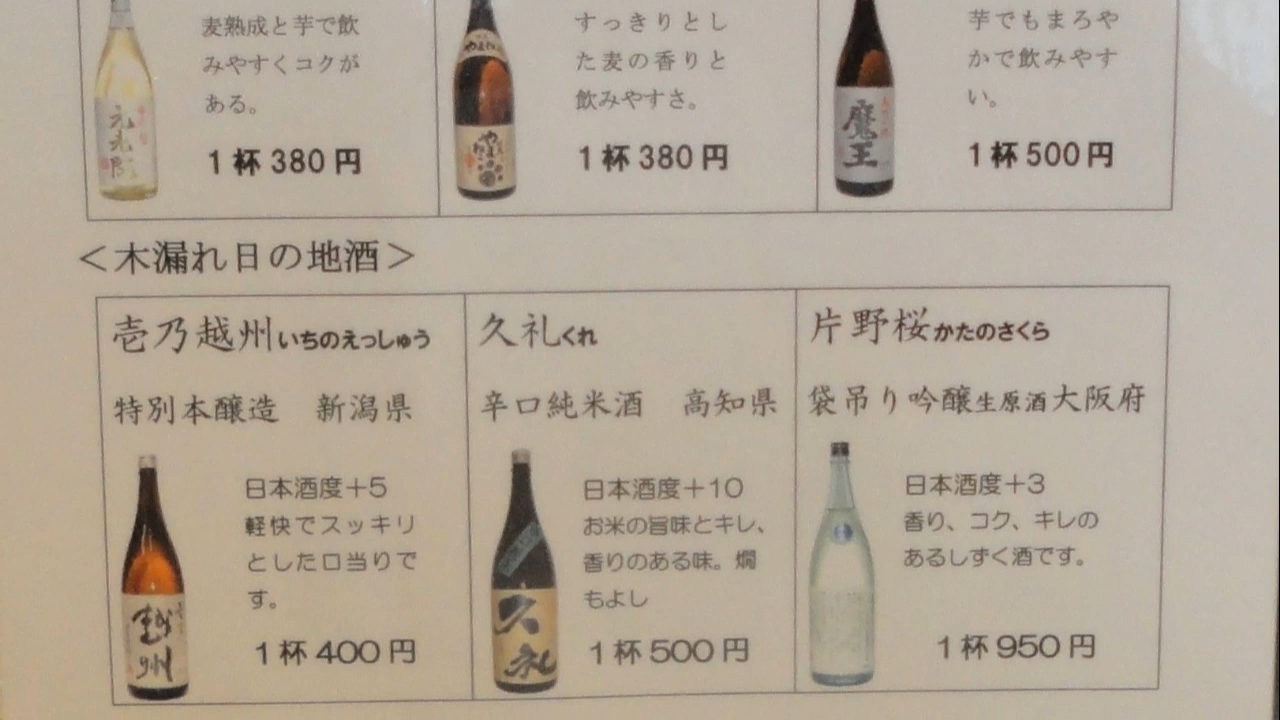 麦熟成と芋で飲
みやすくコクが
ある。
1杯380円
すっきりとし
た麦の香りと
飲みやすさ。
1杯380円
芋でもまろや
かで飲みやす
い。
1杯500円
魔王
＜木漏れ日の地酒＞
壱乃越州いちのえっしゅう
特別本醸造　新潟県
日本酒度＋5
軽快でスッキリ
とした口当りで
す。
1杯400円
越州
久礼くれ
辛口純米酒　高知県
日本酒度＋10
お米の旨味とキレ、
香りのある味。燗
もよし
1杯500円
久礼
片野桜かたのさくら
袋吊り吟醸生原酒大阪府
日本酒度＋3
香り、コク、キレの
あるしずく酒です。
1杯950円